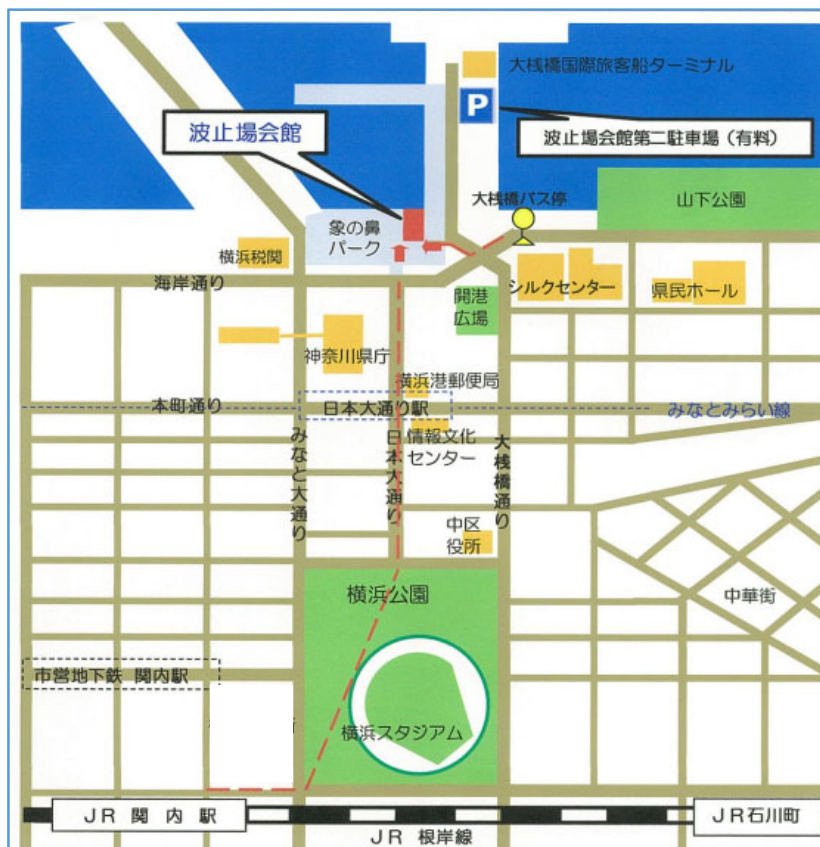 大桟橋国際旅客船ターミナル
P
波止場会館
波止場会館第二駐車場（有料）
大桟橋バス停
山下公園
象の鼻
パーク
横浜税関
海岸通り
シルクセンター
開港
広場
県民ホール
神奈川県庁
横浜港郵便局
本町通り
日本大通り駅
みなとみらい線
情報文化
センター
みなと大通り
日本大通り
大桟橋通り
中区
役所
横浜公園
中華街
市営地下鉄 関内駅
横浜スタジアム
JR 関内駅
JR石川町
JR 根岸線